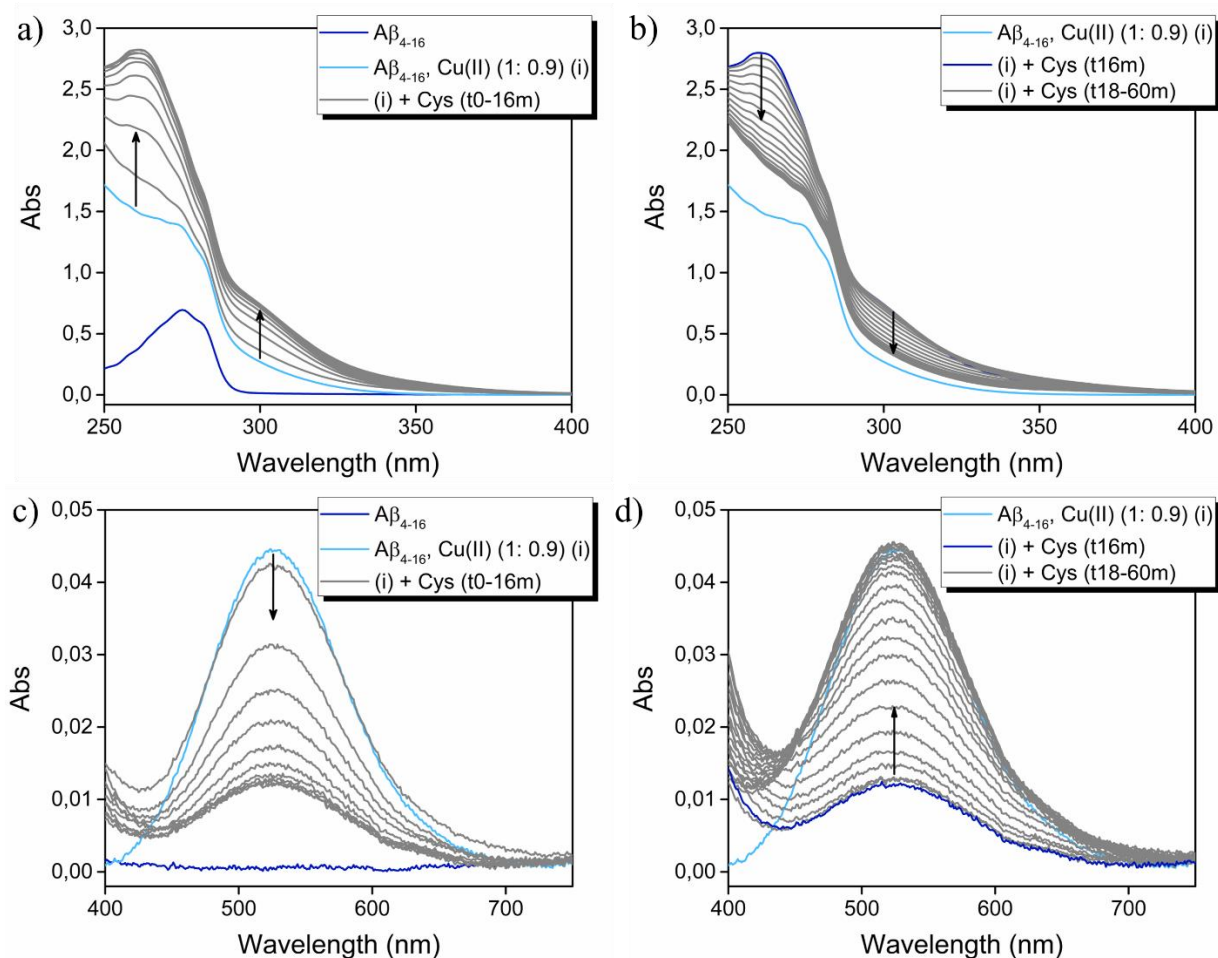 a)
Aβ4-16
Aβ4-16, Cu(II) (1: 0.9) (i)
(i) + Cys (t0-16m)
3,0
2,5
2,0
1,5
1,0
0,5
0,0
Abs
250 300 350 400
Wavelength (nm)
b)
Aβ4-16, Cu(II) (1: 0.9) (i)
(i) + Cys (t16m)
(i) + Cys (t18-60m)
3,0
2,5
2,0
1,5
1,0
0,5
0,0
Abs
250 300 350 400
Wavelength (nm)
c)
Aβ4-16
Aβ4-16, Cu(II) (1: 0.9) (i)
(i) + Cys (t0-16m)
0,05
0,04
0,03
0,02
0,01
0,00
Abs
400 500 600 700
Wavelength (nm)
d)
Aβ4-16, Cu(II) (1: 0.9) (i)
(i) + Cys (t16m)
(i) + Cys (t18-60m)
0,05
0,04
0,03
0,02
0,01
0,00
Abs
400 500 600 700
Wavelength (nm)